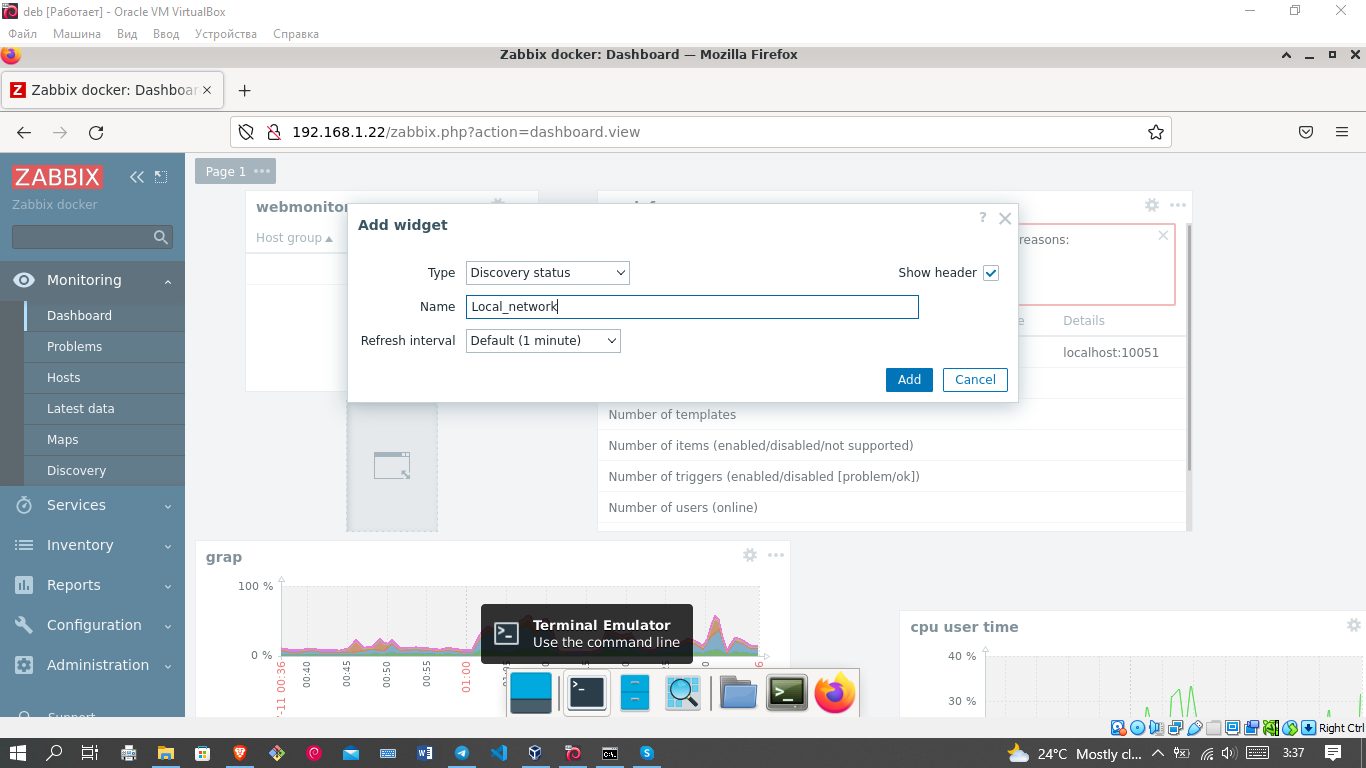 deb [Работает] - Oracle VM VirtualBox
Файл Машина Вид Ввод Устройства Справка
Zabbix docker: Dashboard — Mozilla Firefox
Z Zabbix docker: Dashboar
192.168.1.22/zabbix.php?action=dashboard.view
ZABBIX
Zabbix docker
Monitoring
Dashboard
Problems
Hosts
Latest data
Maps
Discovery
Services
Inventory
Reports
Configuration
Administration
Support
Page 1
webmonitor
Host group
reasons:
Details
localhost:10051
Add widget
?
Type Discovery status Show header
Name Local_network
Refresh interval Default (1 minute)
Add Cancel
Number of templates
Number of items (enabled/disabled/not supported)
Number of triggers (enabled/disabled [problem/ok])
Number of users (online)
grap
100 %
0 %
-11 00:36
00:40
00:45
00:50
00:55
01:00
cpu user time
40 %
30 %
Terminal Emulator
Use the command line
Right Ctrl
24°C Mostly cl...
3:37